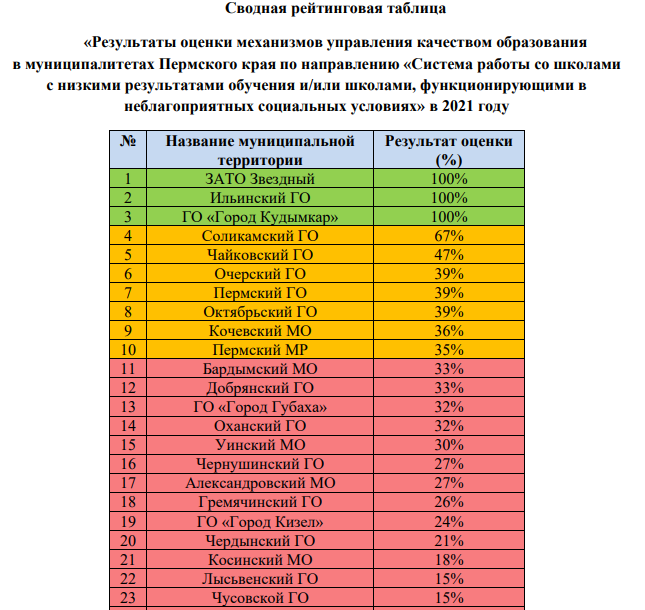 Сводная рейтинговая таблица
«Результаты оценки механизмов управления качеством образования
в муниципалитетах Пермского края по направлению «Система работы со школами
с низкими результатами обучения и/или школами, функционирующими в
неблагоприятных социальных условиях» в 2021 году
№ Название муниципальной территории Результат оценки (%)
1 ЗАТО Звездный 100%
2 Ильинский ГО 100%
3 ГО «Город Кудымкар» 100%
4 Соликамский ГО 67%
5 Чайковский ГО 47%
6 Очерский ГО 39%
7 Пермский ГО 39%
8 Октябрьский ГО 39%
9 Кочевский МО 36%
10 Пермский МР 35%
11 Бардымский МО 33%
12 Добрянский ГО 33%
13 ГО «Город Губаха» 32%
14 Оханский ГО 32%
15 Уинский МО 30%
16 Чернушинский ГО 27%
17 Александровский МО 27%
18 Гремячинский ГО 26%
19 ГО «Город Кизел» 24%
20 Чердынский ГО 21%
21 Косинский МО 18%
22 Лысьвенский ГО 15%
23 Чусовской ГО 15%